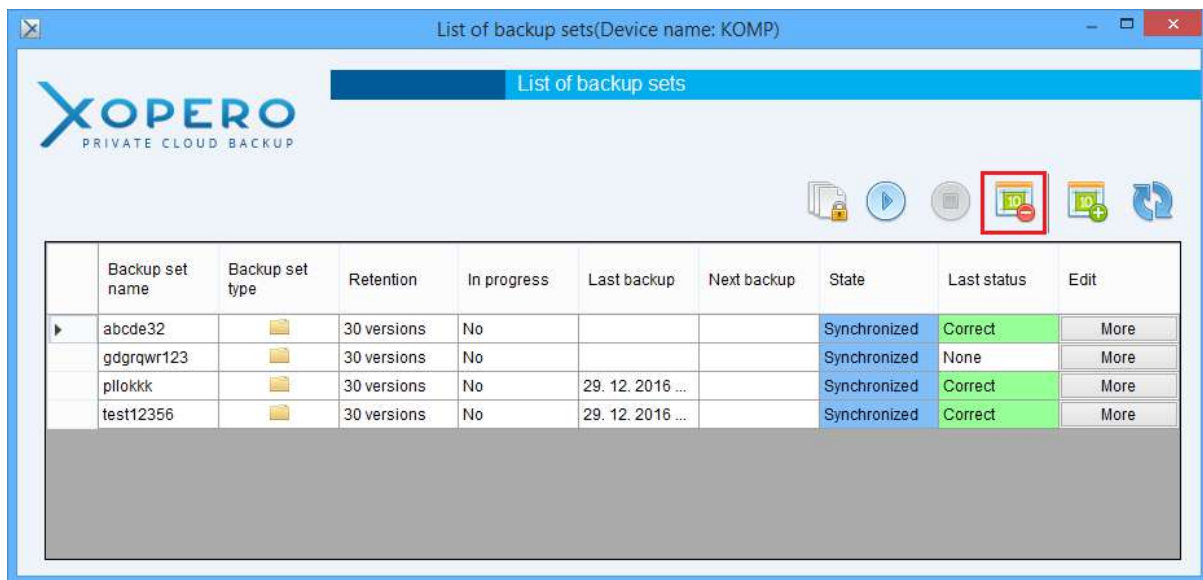 List of backup sets(Device name: KOMP)
List of backup sets
XOPERO
PRIVATE CLOUD BACKUP
10 10
Backup set name Backup set type Retention In progress Last backup Next backup State Last status Edit
abcde32 30 versions No Synchronized Correct More
gdgrqwr123 30 versions No Synchronized None More
pllokkk 30 versions No 29. 12. 2016 ... Synchronized Correct More
test12356 30 versions No 29. 12. 2016 ... Synchronized Correct More